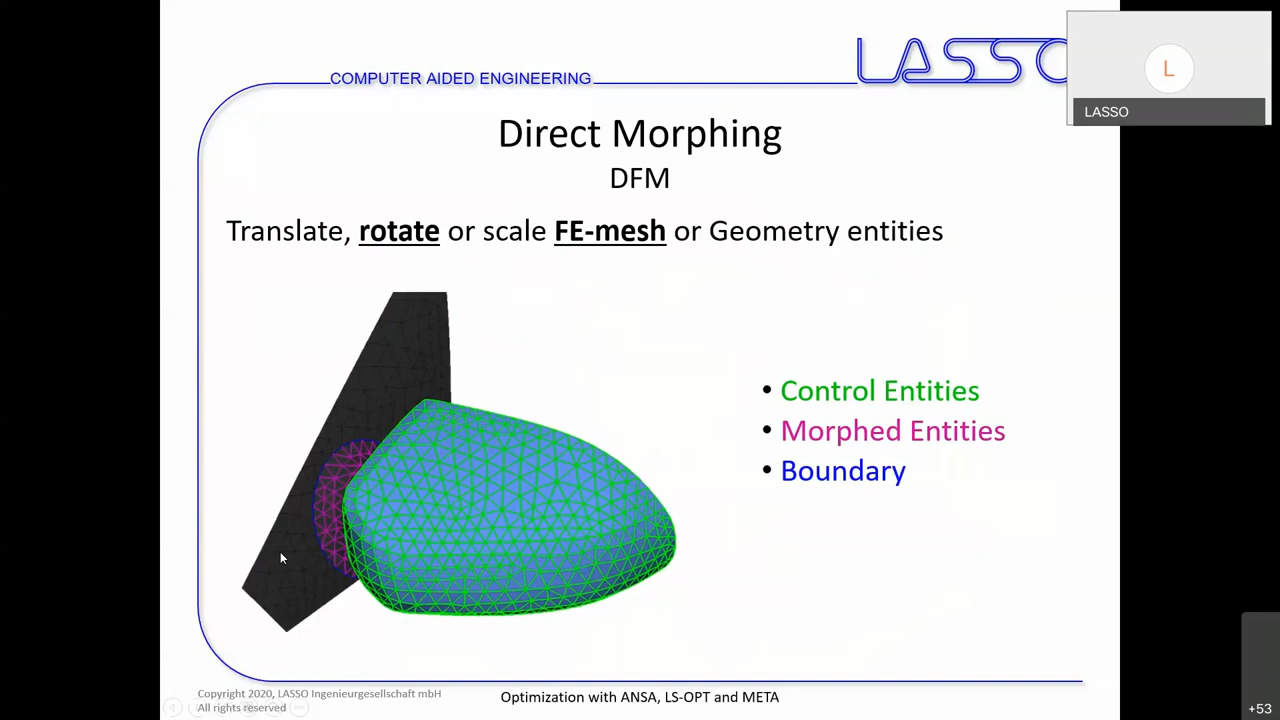 COMPUTER AIDED ENGINEERING
LASSO
L
LASSO
Direct Morphing
DFM
Translate, rotate or scale FE-mesh or Geometry entities
• Control Entities
• Morphed Entities
• Boundary
Copyright 2020, LASSO Ingenieurgesellschaft mbH
All rights reserved
Optimization with ANSA, LS-OPT and META
+53